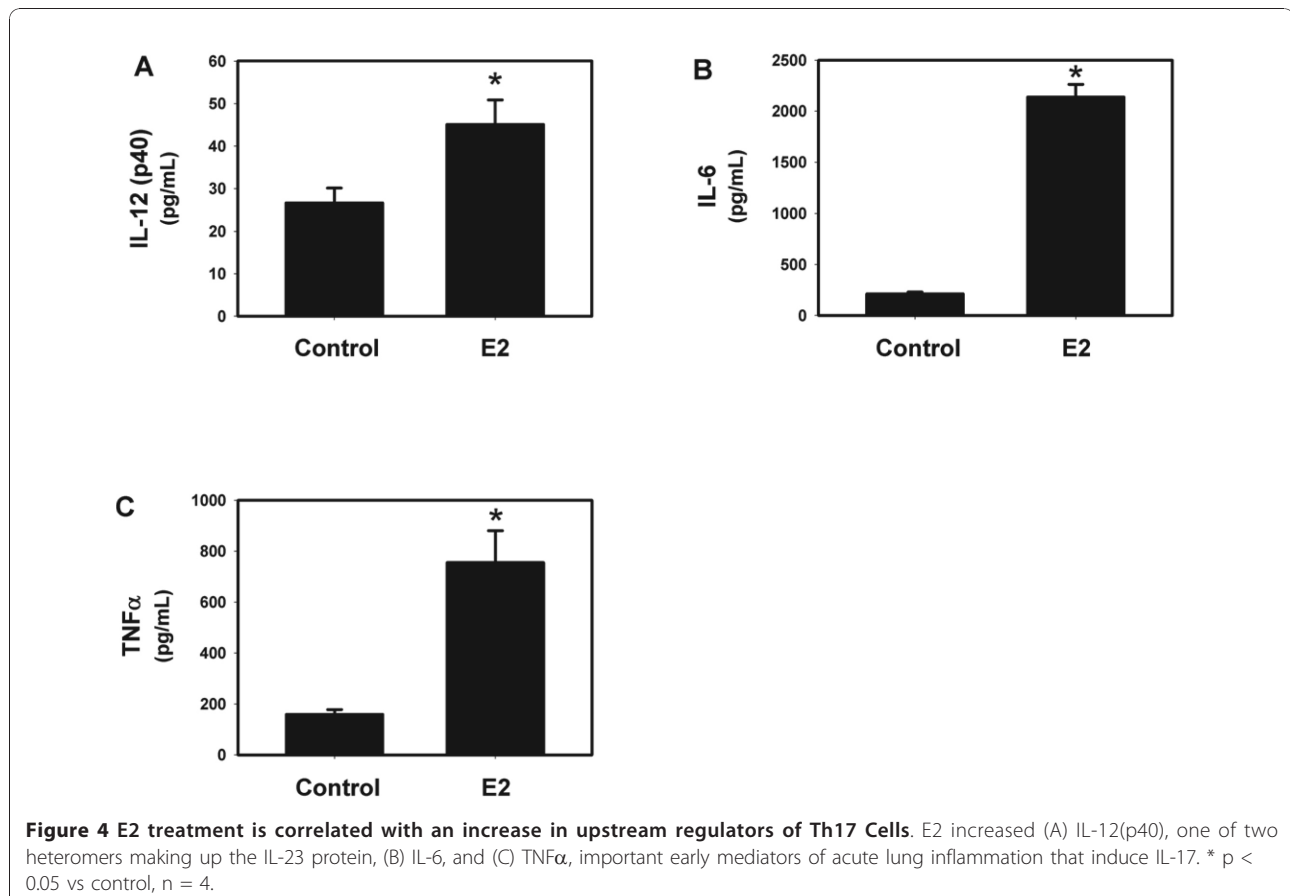 A
IL-12 (p40)
(pg/mL)
60
50
40
30
20
10
0
*
Control E2
B
IL-6
(pg/mL)
2500
2000
1500
1000
500
0
*
Control E2
C
TNFα
(pg/mL)
1000
800
600
400
200
0
*
Control E2
Figure 4 E2 treatment is correlated with an increase in upstream regulators of Th17 Cells. E2 increased (A) IL-12(p40), one of two
heteromers making up the IL-23 protein, (B) IL-6, and (C) TNFα, important early mediators of acute lung inflammation that induce IL-17. * p <
0.05 vs control, n = 4.